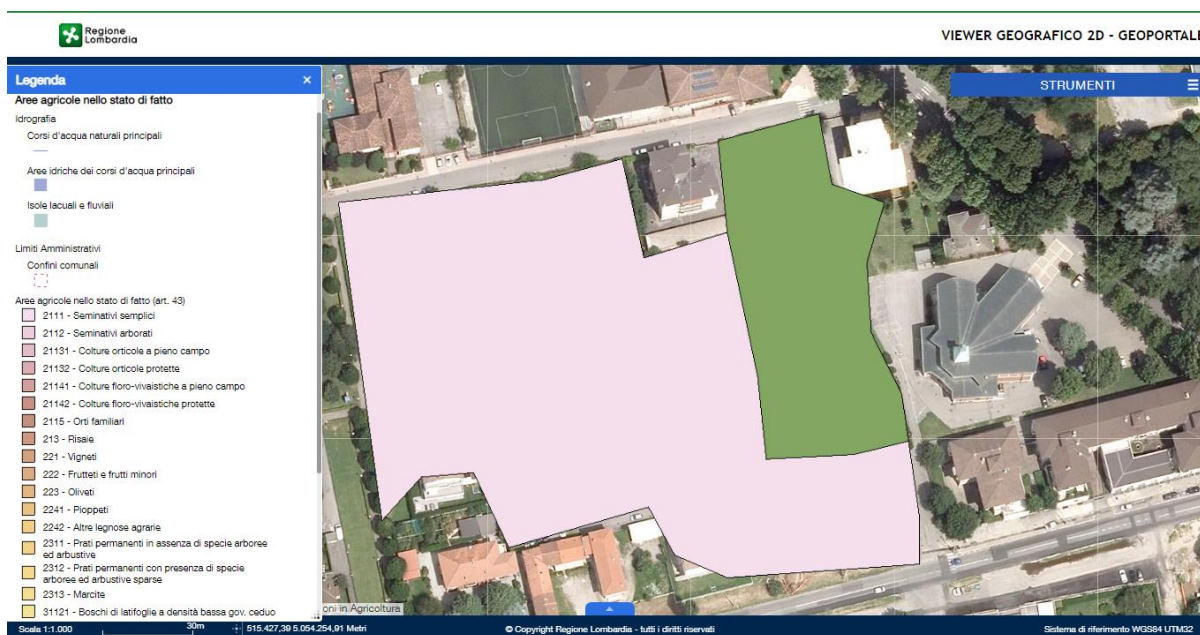 Regione
Lombardia
VIEWER GEOGRAFICO 2D - GEOPORTALE
Legenda
×
STRUMENTI
Aree agricole nello stato di fatto
Idrografia
Corsi d'acqua naturali principali
Aree idriche dei corsi d'acqua principali
Isole lacuali e fluviali
Limiti Amministrativi
Confini comunali
Aree agricole nello stato di fatto (art. 43)
2111 - Seminativi semplici
2112 - Seminativi arborati
21131 - Colture orticole a pieno campo
21132 - Colture orticole protette
21141 - Colture floro-vivaistiche a pieno campo
21142 - Colture floro-vivaistiche protette
2115 - Orti familiari
213 - Risaie
221 - Vigneti
222 - Frutteti e frutti minori
223 - Oliveti
2241 - Pioppeti
2242 - Altre legnose agrarie
2311 - Prati permanenti in assenza di specie arboree
ed arbustive
2312 - Prati permanenti con presenza di specie
arboree ed arbustive sparse
2313 - Marcite
31121 - Boschi di latifoglie a densità bassa gov. ceduo
oni in Agricoltura
Scala 1:1.000
30m
515.427,39 5.054.254,91 Metri
© Copyright Regione Lombardia - tutti i diritti riservati
Sistema di riferimento WGS84 UTM32